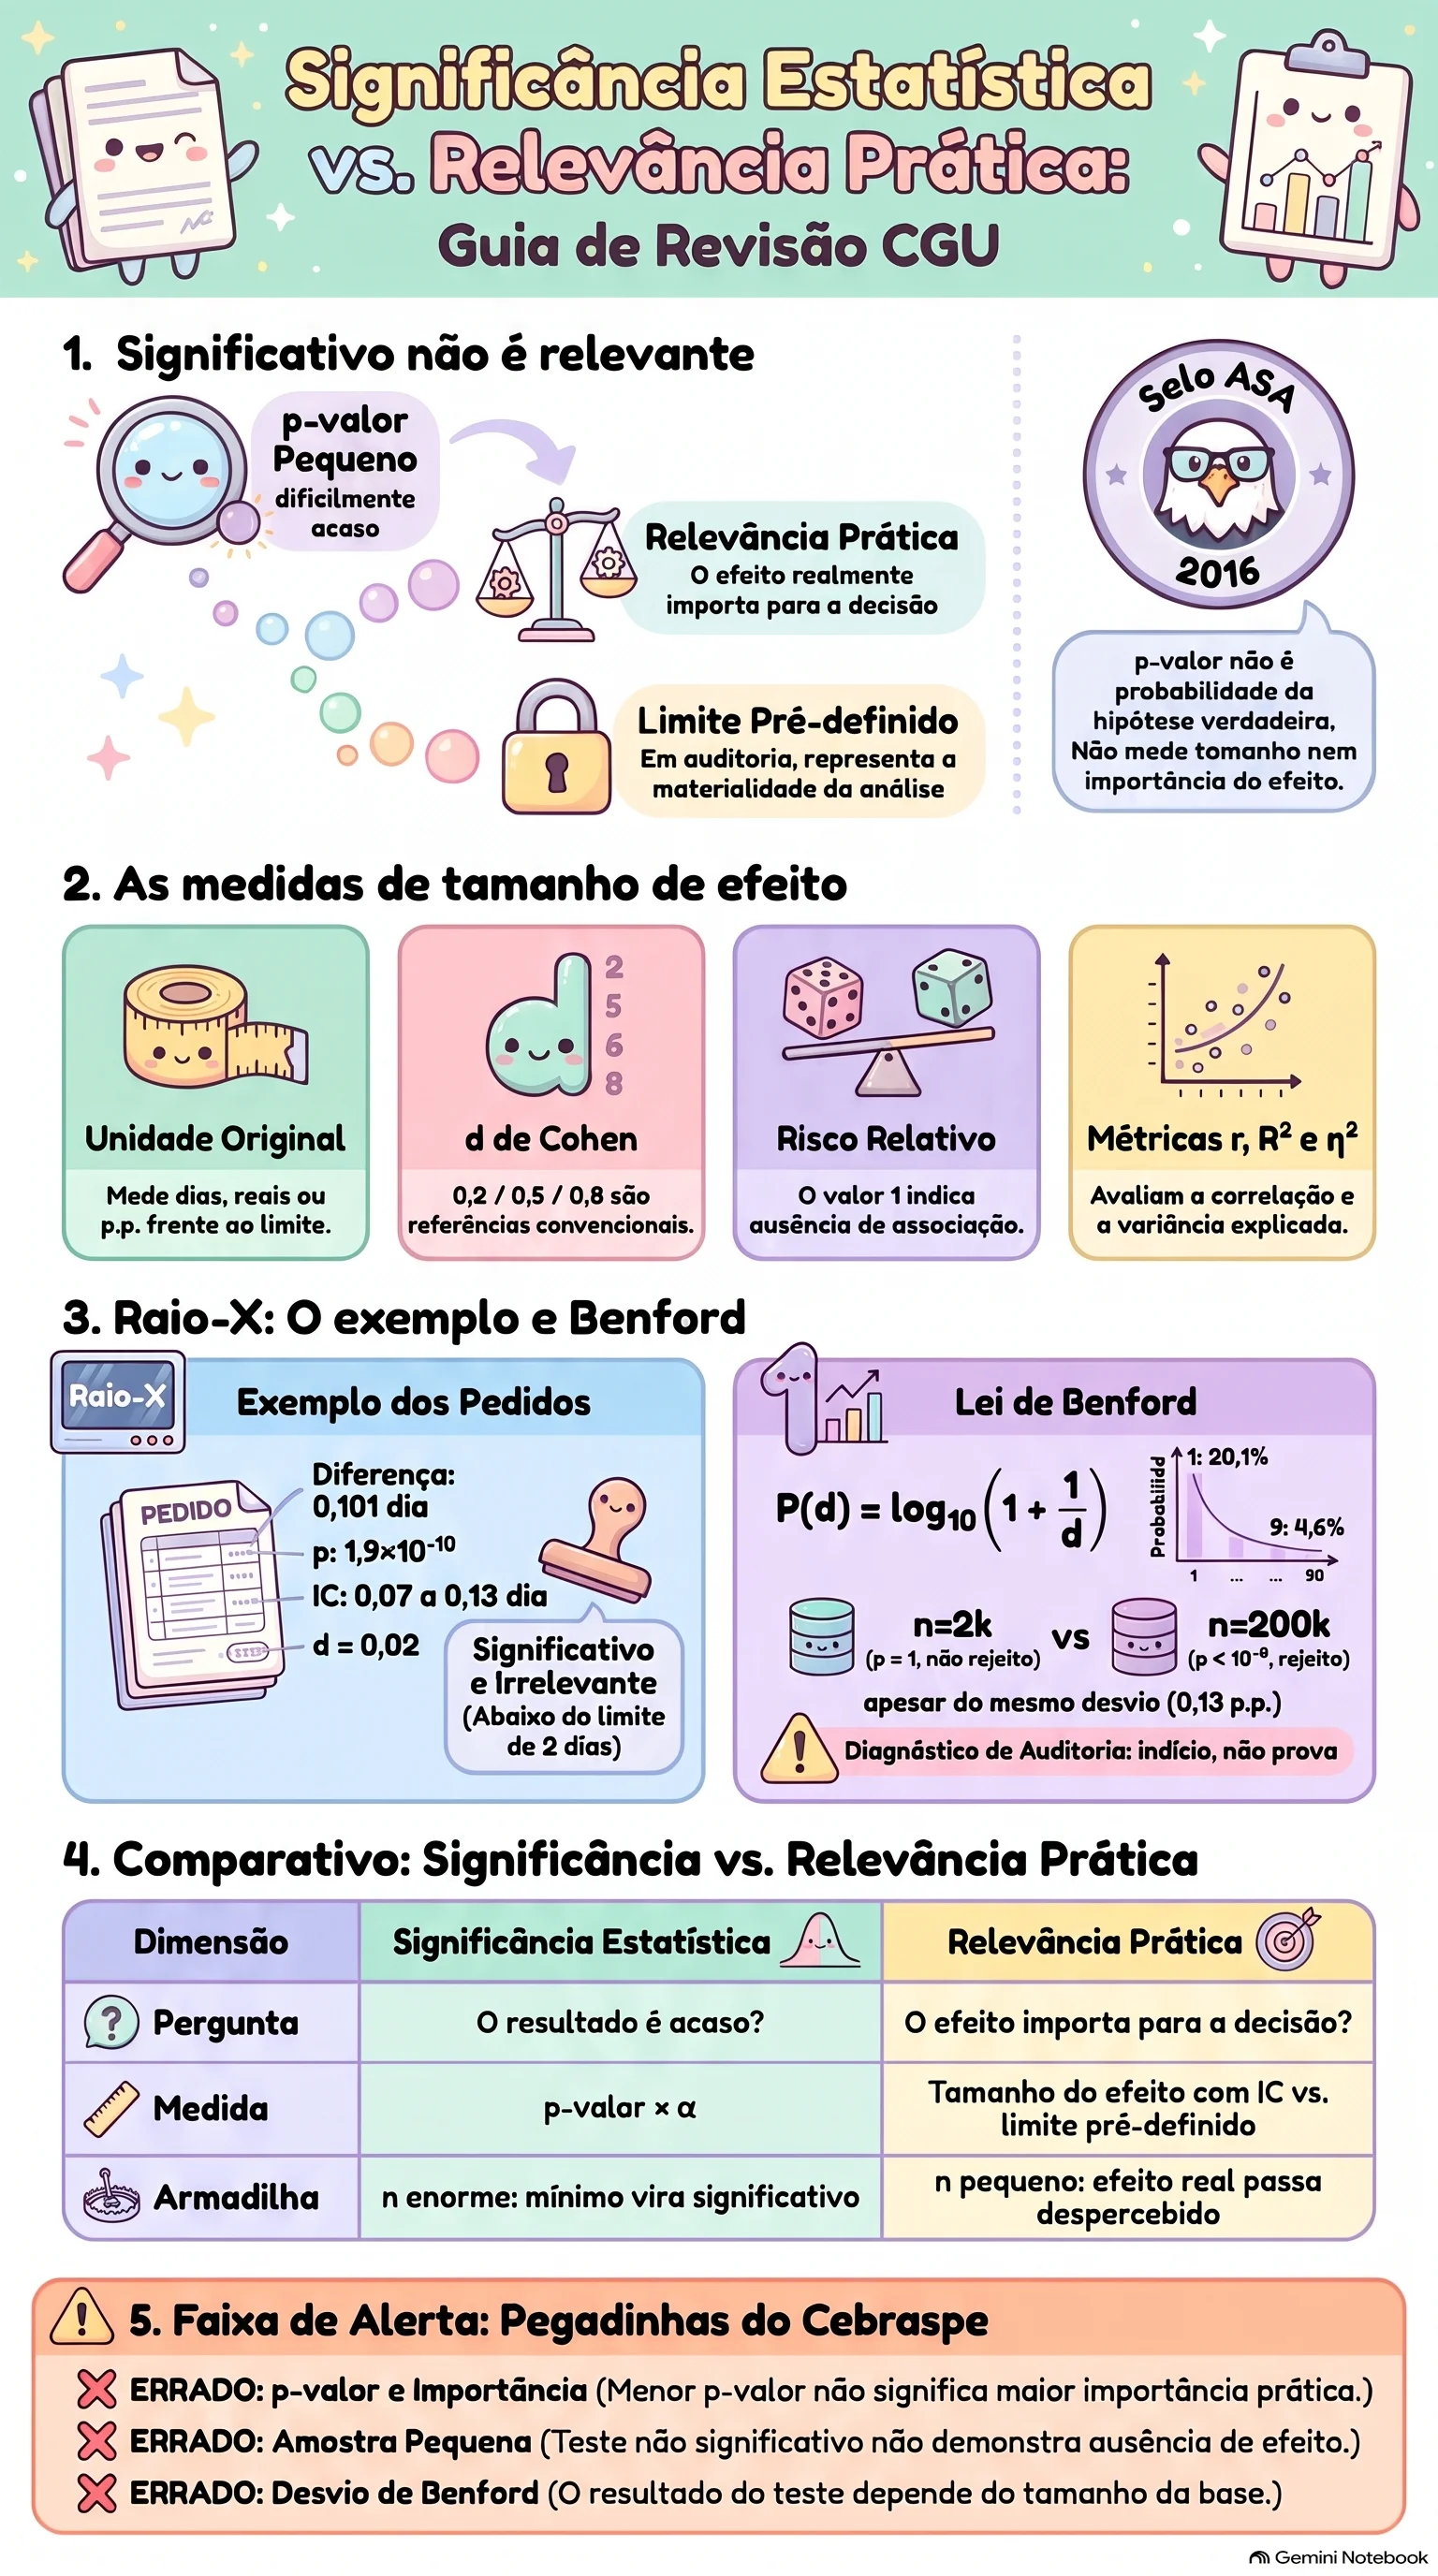 Significância Estatística
vs. Relevância Prática:
Guia de Revisão CGU
1. Significativo não é relevante
p-valor
Pequeno
dificilmente
acaso
Relevância Prática
O efeito realmente
importa para a decisão
Limite Pré-definido
Em auditoria, representa a
materialidade da análise
Selo ASA
2016
p-valor não é
probabilidade da
hipótese verdadeira,
Não mede tomanho nem
importância do efeito.
2. As medidas de tamanho de efeito
2
5
6
8
Unidade Original
Mede dias, reais ou
p.p. frente ao limite.
d de Cohen
0,2 / 0,5 / 0,8 são
referências convencionais.
Risco Relativo
O valor 1 indica
ausência de associação.
Métricas r, R² e η²
Avaliam a correlação e
a variância explicada.
3. Raio-X: O exemplo e Benford
Raio-X
Exemplo dos Pedidos
PEDIDO
Diferença:
0,101 dia
p: 1,9×10⁻¹⁰
IC: 0,07 a 0,13 dia
d = 0,02
Significativo
e Irrelevante
(Abaixo do limite
de 2 días)
1
Lei de Benford
P(d) = log₁₀(1 + 1/d)
1: 20,1%
9: 4,6%
1 ... ... 90
n=2k
(p = 1, não rejeito)
vs
n=200k
(p < 10⁻⁸, rejeito)
apesar do mesmo desvio (0,13 p.p.)
Diagnóstico de Auditoria: indício, não prova
4. Comparativo: Significância vs. Relevância Prática
Dimensão
Significância Estatística
Relevância Prática
Pergunta
O resultado é acaso?
O efeito importa para a decisão?
Medida
p-valar × α
Tamanho do efeito com IC vs.
limite pré-definido
Armadilha
n enorme: mínimo vira significativo
n pequeno: efeito real passa
despercebido
5. Faixa de Alerta: Pegadinhas do Cebraspe
ERRADO: p-valor e Importãncia (Menor p-valor não significa maior importância prática.)
ERRADO: Amostra Pequena (Teste não significativo não demonstra ausência de efeito.)
ERRADO: Desvio de Benford (O resultado do teste depende do tamanho da base.)
Gemini Notebook